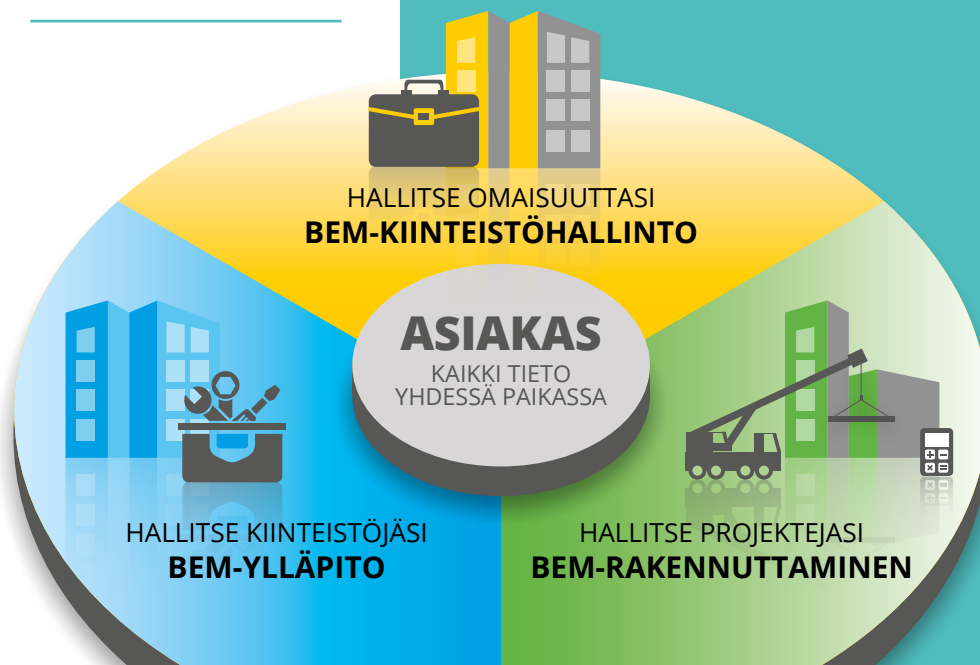 HALLITSE OMAISUUTTASI
BEM-KIINTEISTÖHALLINTO
ASIAKAS
KAIKKI TIETO
YHDESSÄ PAIKASSA
HALLITSE KIINTEISTÖJÄSI
BEM-YLLÄPITO
HALLITSE PROJEKTEJASI
BEM-RAKENNUTTAMINEN